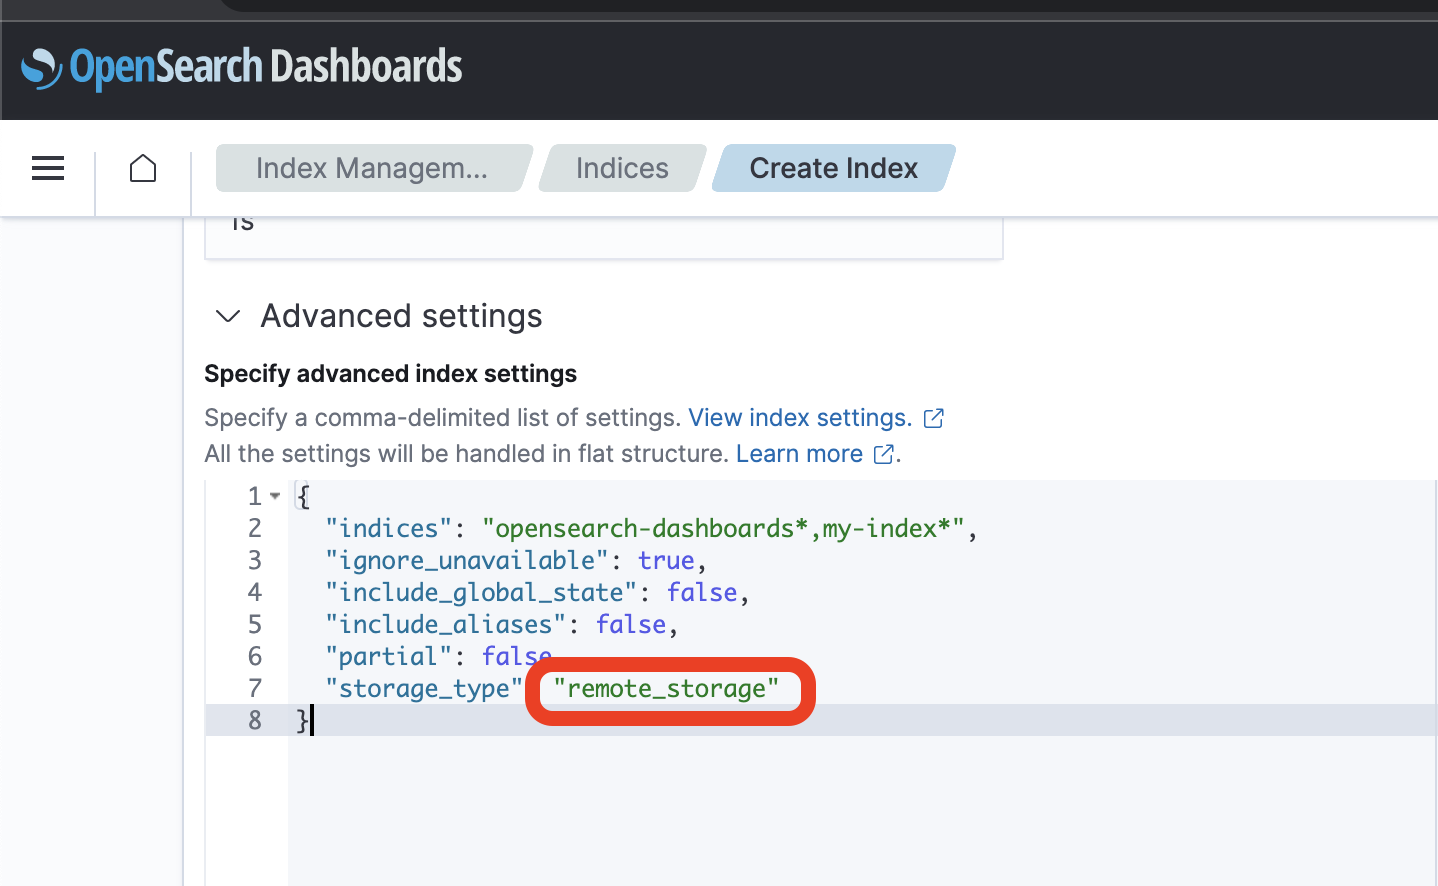 OpenSearch Dashboards
Index Managem... Indices Create Index
Advanced settings
Specify advanced index settings
Specify a comma-delimited list of settings. View index settings.
All the settings will be handled in flat structure. Learn more .
1 {
2 "indices": "opensearch-dashboards*,my-index*",
3 "ignore_unavailable": true,
4 "include_global_state": false,
5 "include_aliases": false,
6 "partial": false
7 "storage_type" "remote_storage"
8 }